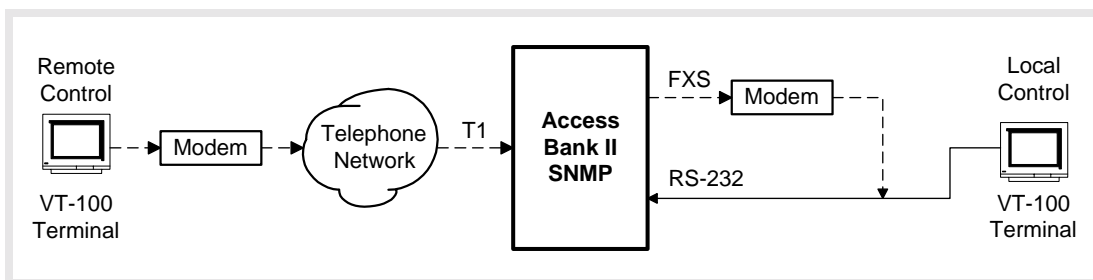 Remote
Control
VT-100
Terminal
Modem
Telephone
Network
T1
Access
Bank II
SNMP
FXS
Modem
RS-232
Local
Control
VT-100
Terminal